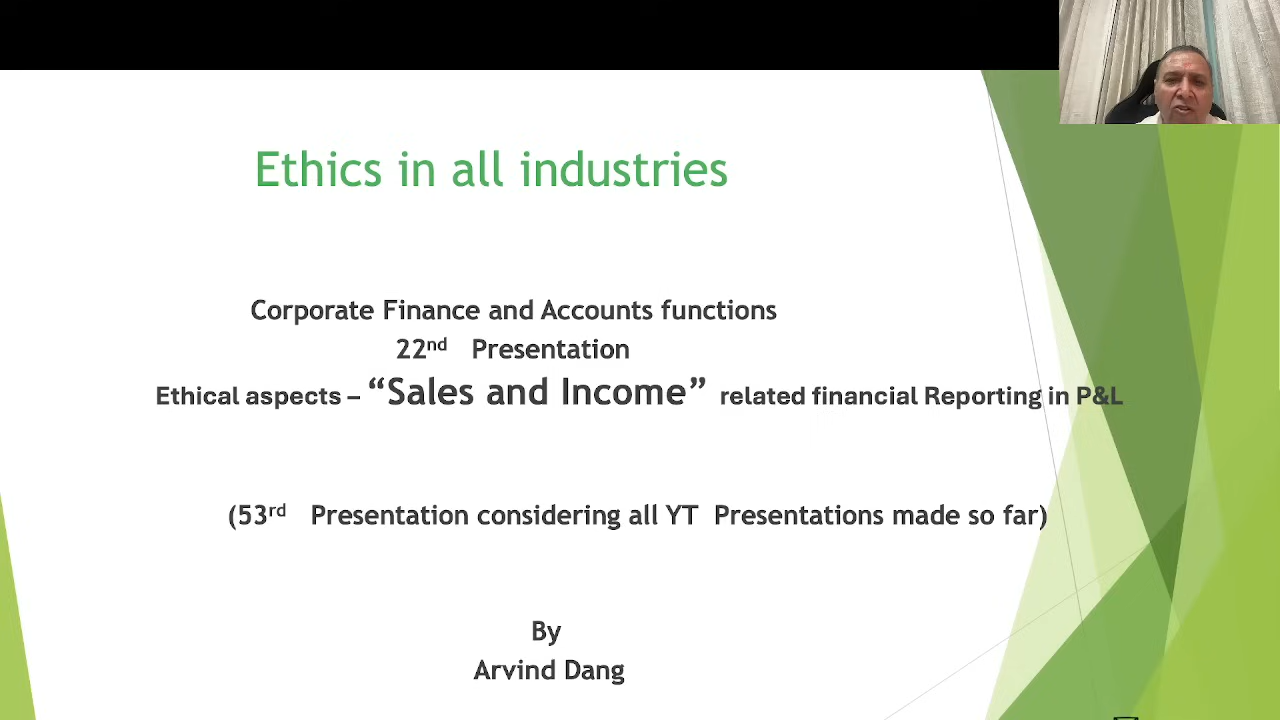 Ethics in all industries
Corporate Finance and Accounts functions
22nd Presentation
Ethical aspects – “Sales and Income” related financial Reporting in P&L
(53rd Presentation considering all YT Presentations made so far)
By
Arvind Dang